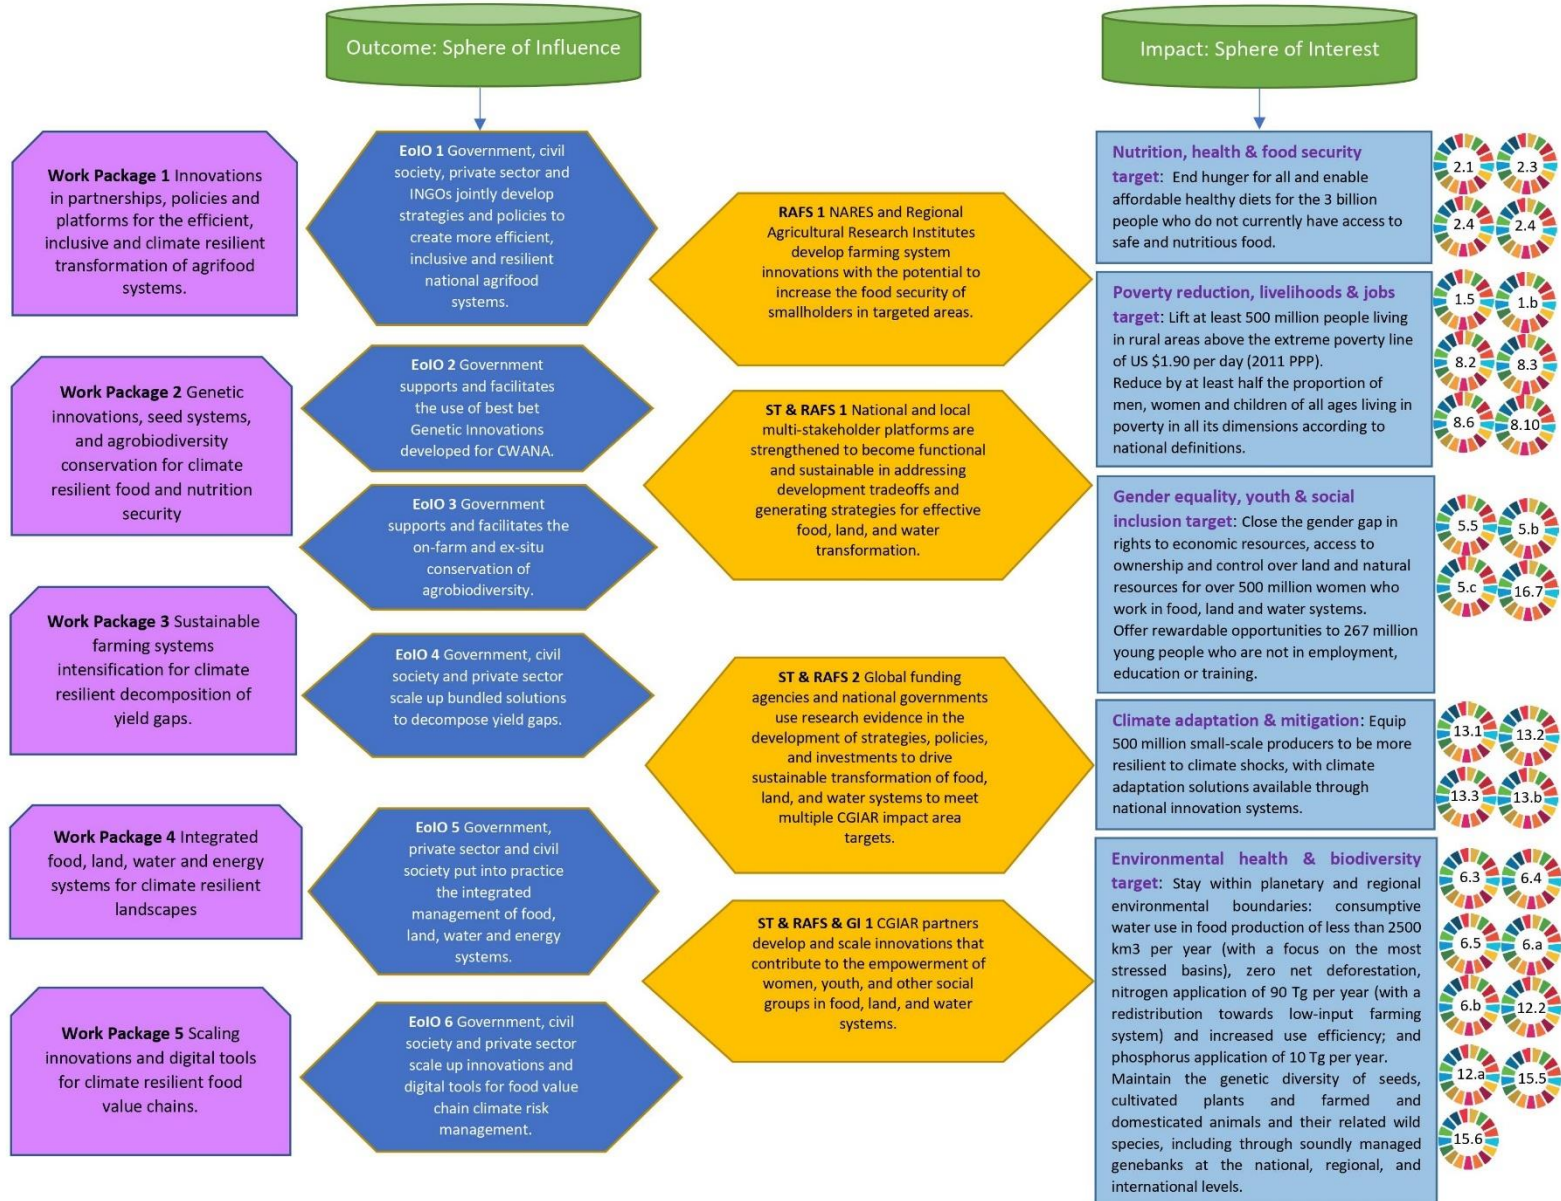 Outcome: Sphere of Influence
Impact: Sphere of Interest
Work Package 1 Innovations
in partnerships, policies and
platforms for the efficient,
inclusive and climate resilient
transformation of agrifood
systems.
Work Package 2 Genetic
innovations, seed systems,
and agrobiodiversity
conservation for climate
resilient food and nutrition
security
Work Package 3 Sustainable
farming systems
intensification for climate
resilient decomposition of
yield gaps.
Work Package 4 Integrated
food, land, water and energy
systems for climate resilient
landscapes
Work Package 5 Scaling
innovations and digital tools
for climate resilient food
value chains.
EoIO 1 Government, civil
society, private sector and
INGOs jointly develop
strategies and policies to
create more efficient,
inclusive and resilient
national agrifood
systems.
EoIO 2 Government
supports and facilitates
the use of best bet
Genetic Innovations
developed for CWANA.
EoIO 3 Government
supports and facilitates the
on-farm and ex-situ
conservation of
agrobiodiversity.
EoIO 4 Government, civil
society and private sector
scale up bundled solutions
to decompose yield gaps.
EoIO 5 Government,
private sector and civil
society put into practice
the integrated
management of food,
land, water and energy
systems.
EoIO 6 Government, civil
society and private sector
scale up innovations and
digital tools for food value
chain climate risk
management.
RAFS 1 NARES and Regional
Agricultural Research Institutes
develop farming system
innovations with the potential to
increase the food security of
smallholders in targeted areas.
ST & RAFS 1 National and local
multi-stakeholder platforms are
strengthened to become functional
and sustainable in addressing
development tradeoffs and
generating strategies for effective
food, land, and water
transformation.
ST & RAFS 2 Global funding
agencies and national governments
use research evidence in the
development of strategies, policies,
and investments to drive
sustainable transformation of food,
land, and water systems to meet
multiple CGIAR impact area
targets.
ST & RAFS & GI 1 CGIAR partners
develop and scale innovations that
contribute to the empowerment of
women, youth, and other social
groups in food, land, and water
systems.
Nutrition, health & food security
target: End hunger for all and enable
affordable healthy diets for the 3 billion
people who do not currently have access to
safe and nutritious food.
2.1 2.3
2.4 2.4
Poverty reduction, livelihoods & jobs
target: Lift at least 500 million people living
in rural areas above the extreme poverty line
of US $1.90 per day (2011 PPP).
Reduce by at least half the proportion of
men, women and children of all ages living in
poverty in all its dimensions according to
national definitions.
1.5 1.b
8.2 8.3
8.6 8.10
Gender equality, youth & social
inclusion target: Close the gender gap in
rights to economic resources, access to
ownership and control over land and natural
resources for over 500 million women who
work in food, land and water systems.
Offer rewardable opportunities to 267 million
young people who are not in employment,
education or training.
5.5 5.b
5.c 16.7
Climate adaptation & mitigation: Equip
500 million small-scale producers to be more
resilient to climate shocks, with climate
adaptation solutions available through
national innovation systems.
13.1 13.2
13.3 13.b
Environmental health & biodiversity
target: Stay within planetary and regional
environmental boundaries: consumptive
water use in food production of less than 2500
km3 per year (with a focus on the most
stressed basins), zero net deforestation,
nitrogen application of 90 Tg per year (with a
redistribution towards low-input farming
system) and increased use efficiency; and
phosphorus application of 10 Tg per year.
Maintain the genetic diversity of seeds,
cultivated plants and farmed and
domesticated animals and their related wild
species, including through soundly managed
genebanks at the national, regional, and
international levels.
6.3 6.4
6.5 6.a
6.b 12.2
12.a 15.5
15.6